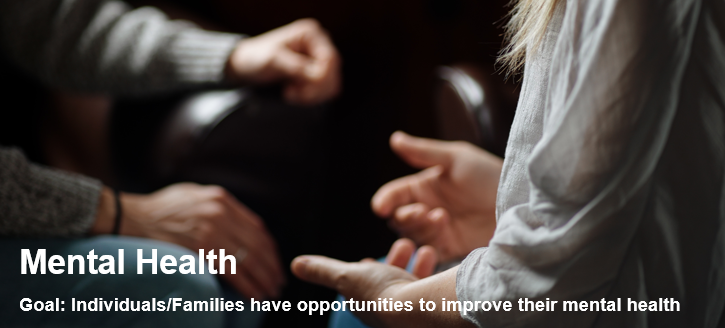 Mental Health
Goal: Individuals/Families have opportunities to improve their mental health